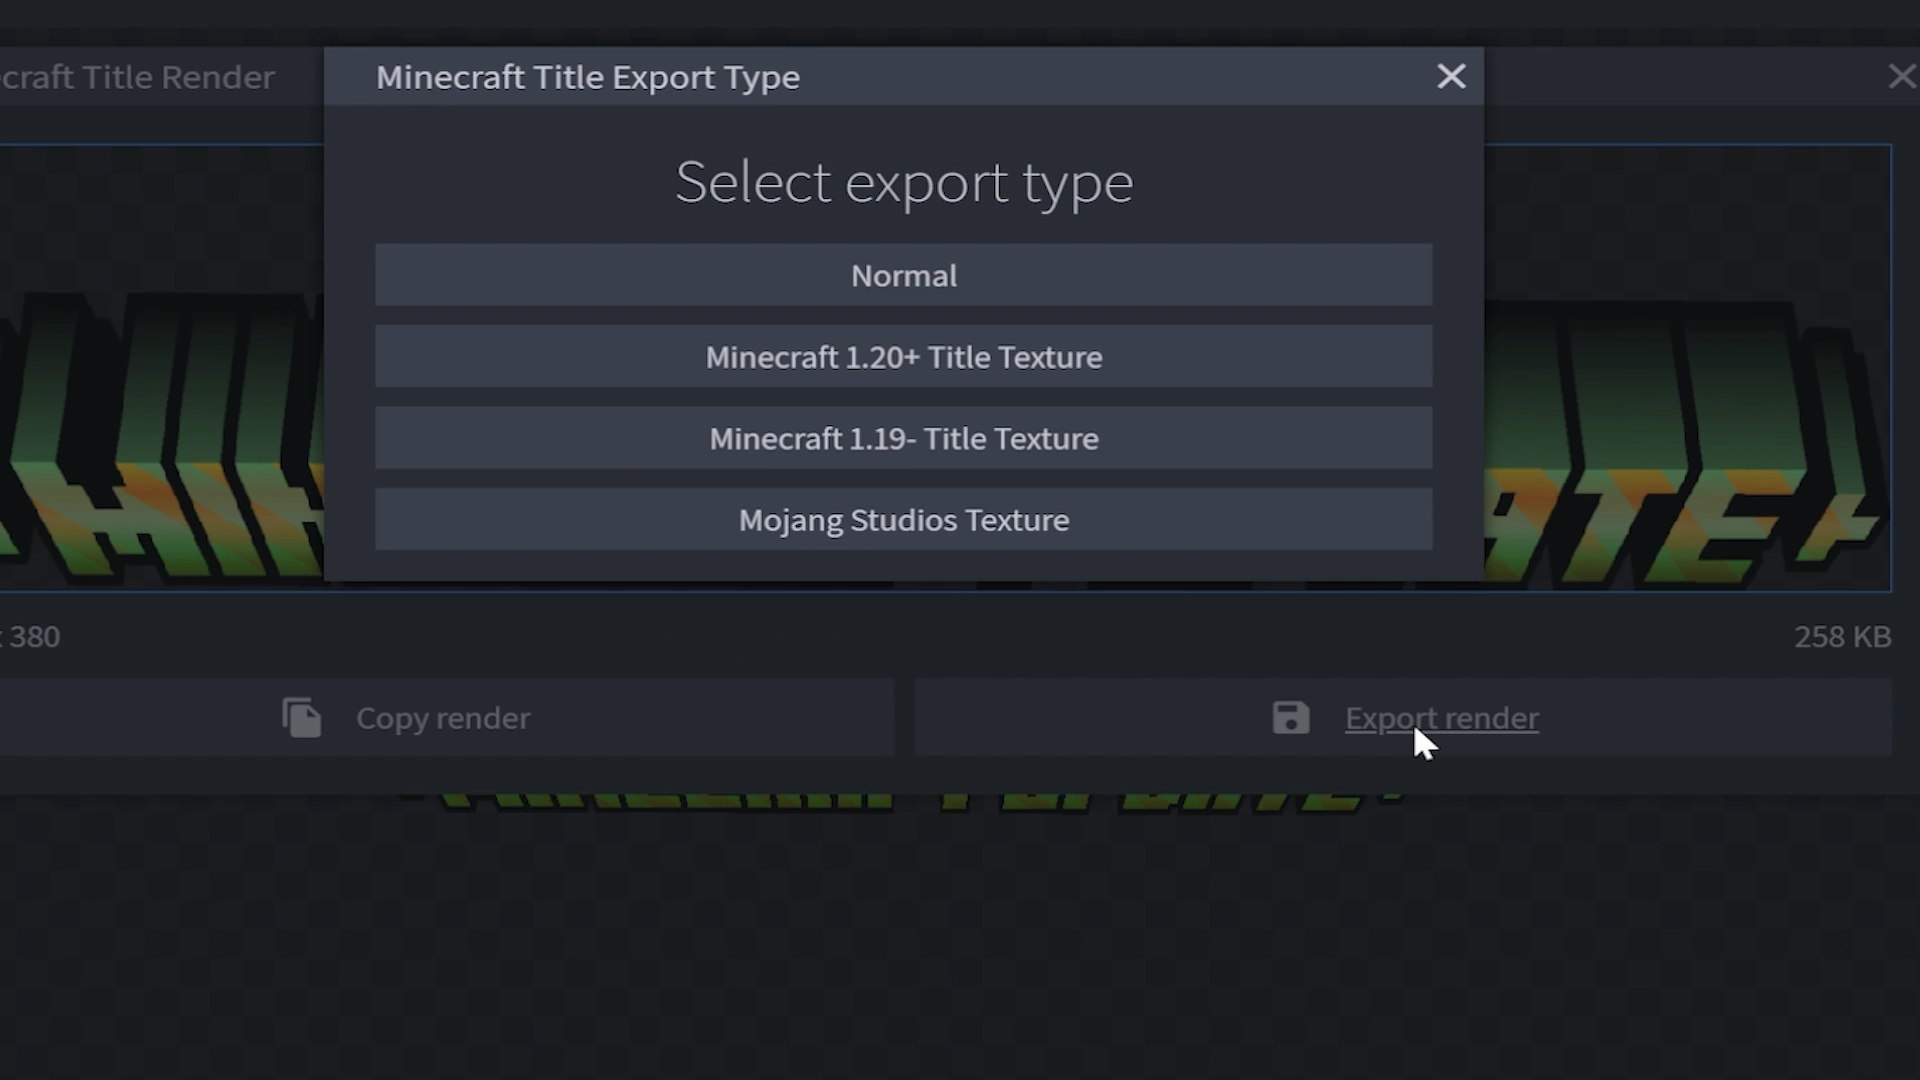 craft Title Render
Minecraft Title Export Type
Select export type
Normal
Minecraft 1.20+ Title Texture
Minecraft 1.19- Title Texture
Mojang Studios Texture
ATE
380
258 KB
Copy render
Export render